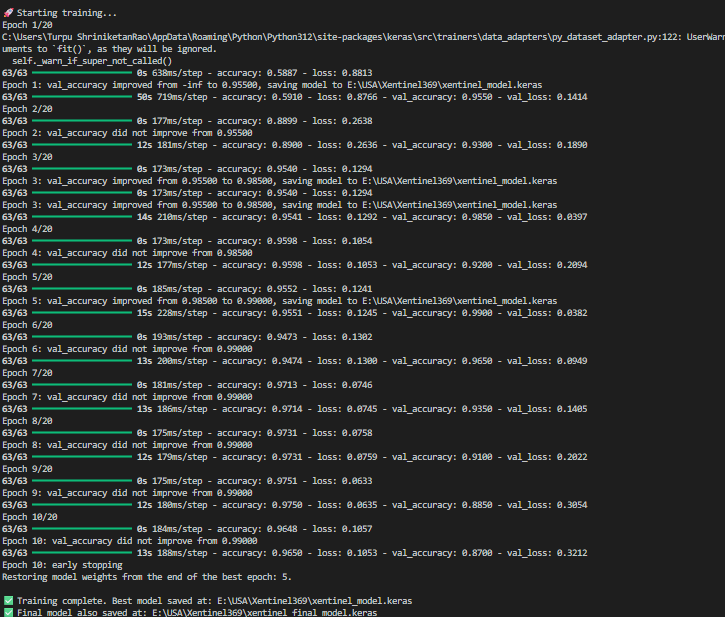 🚀 Starting training...
Epoch 1/20
C:\Users\Turpu ShriniketanRao\AppData\Roaming\Python\Python312\site-packages\keras\src\trainers\data_adapters\py_dataset_adapter.py:122: UserWar
uments to `fit()`, as they will be ignored.
self._warn_if_super_not_called()
63/63 0s 638ms/step - accuracy: 0.5887 - loss: 0.8813
Epoch 1: val_accuracy improved from -inf to 0.95500, saving model to E:\USA\Xentinel369\xentinel_model.keras
63/63 50s 719ms/step - accuracy: 0.5910 - loss: 0.8766 - val_accuracy: 0.9550 - val_loss: 0.1414
Epoch 2/20
63/63 0s 177ms/step - accuracy: 0.8899 - loss: 0.2638
Epoch 2: val_accuracy did not improve from 0.95500
63/63 12s 181ms/step - accuracy: 0.8900 - loss: 0.2636 - val_accuracy: 0.9300 - val_loss: 0.1890
Epoch 3/20
63/63 0s 173ms/step - accuracy: 0.9540 - loss: 0.1294
Epoch 3: val_accuracy improved from 0.95500 to 0.98500, saving model to E:\USA\Xentinel369\xentinel_model.keras
63/63 0s 173ms/step - accuracy: 0.9540 - loss: 0.1294
Epoch 3: val_accuracy improved from 0.95500 to 0.98500, saving model to E:\USA\Xentinel369\xentinel_model.keras
63/63 14s 210ms/step - accuracy: 0.9541 - loss: 0.1292 - val_accuracy: 0.9850 - val_loss: 0.0397
Epoch 4/20
63/63 0s 173ms/step - accuracy: 0.9598 - loss: 0.1054
Epoch 4: val_accuracy did not improve from 0.98500
63/63 12s 177ms/step - accuracy: 0.9598 - loss: 0.1053 - val_accuracy: 0.9200 - val_loss: 0.2094
Epoch 5/20
63/63 0s 185ms/step - accuracy: 0.9552 - loss: 0.1241
Epoch 5: val_accuracy improved from 0.98500 to 0.99000, saving model to E:\USA\Xentinel369\xentinel_model.keras
63/63 15s 228ms/step - accuracy: 0.9551 - loss: 0.1245 - val_accuracy: 0.9900 - val_loss: 0.0382
Epoch 6/20
63/63 0s 193ms/step - accuracy: 0.9473 - loss: 0.1302
Epoch 6: val_accuracy did not improve from 0.99000
63/63 13s 200ms/step - accuracy: 0.9474 - loss: 0.1300 - val_accuracy: 0.9650 - val_loss: 0.0949
Epoch 7/20
63/63 0s 181ms/step - accuracy: 0.9713 - loss: 0.0746
Epoch 7: val_accuracy did not improve from 0.99000
63/63 13s 186ms/step - accuracy: 0.9714 - loss: 0.0745 - val_accuracy: 0.9350 - val_loss: 0.1405
Epoch 8/20
63/63 0s 175ms/step - accuracy: 0.9731 - loss: 0.0758
Epoch 8: val_accuracy did not improve from 0.99000
63/63 12s 179ms/step - accuracy: 0.9731 - loss: 0.0759 - val_accuracy: 0.9100 - val_loss: 0.2022
Epoch 9/20
63/63 0s 175ms/step - accuracy: 0.9751 - loss: 0.0633
Epoch 9: val_accuracy did not improve from 0.99000
63/63 12s 180ms/step - accuracy: 0.9750 - loss: 0.0635 - val_accuracy: 0.8850 - val_loss: 0.3054
Epoch 10/20
63/63 0s 184ms/step - accuracy: 0.9648 - loss: 0.1057
Epoch 10: val_accuracy did not improve from 0.99000
63/63 13s 188ms/step - accuracy: 0.9650 - loss: 0.1053 - val_accuracy: 0.8700 - val_loss: 0.3212
Epoch 10: early stopping
Restoring model weights from the end of the best epoch: 5.
✅ Training complete. Best model saved at: E:\USA\Xentinel369\xentinel_model.keras
✅ Final model also saved at: E:\USA\Xentinel369\xentinel_final_model.keras